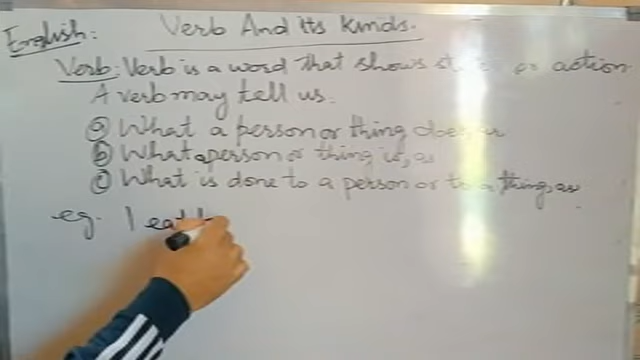 English: Verb And Its Kinds.
Verb: Verb is a word that shows or action.
A verb may tell us.
ⓐ What a person or thing does, as
ⓑ What a person or thing is, as
ⓒ What is done to a person or to a thing, as
eg. I eat